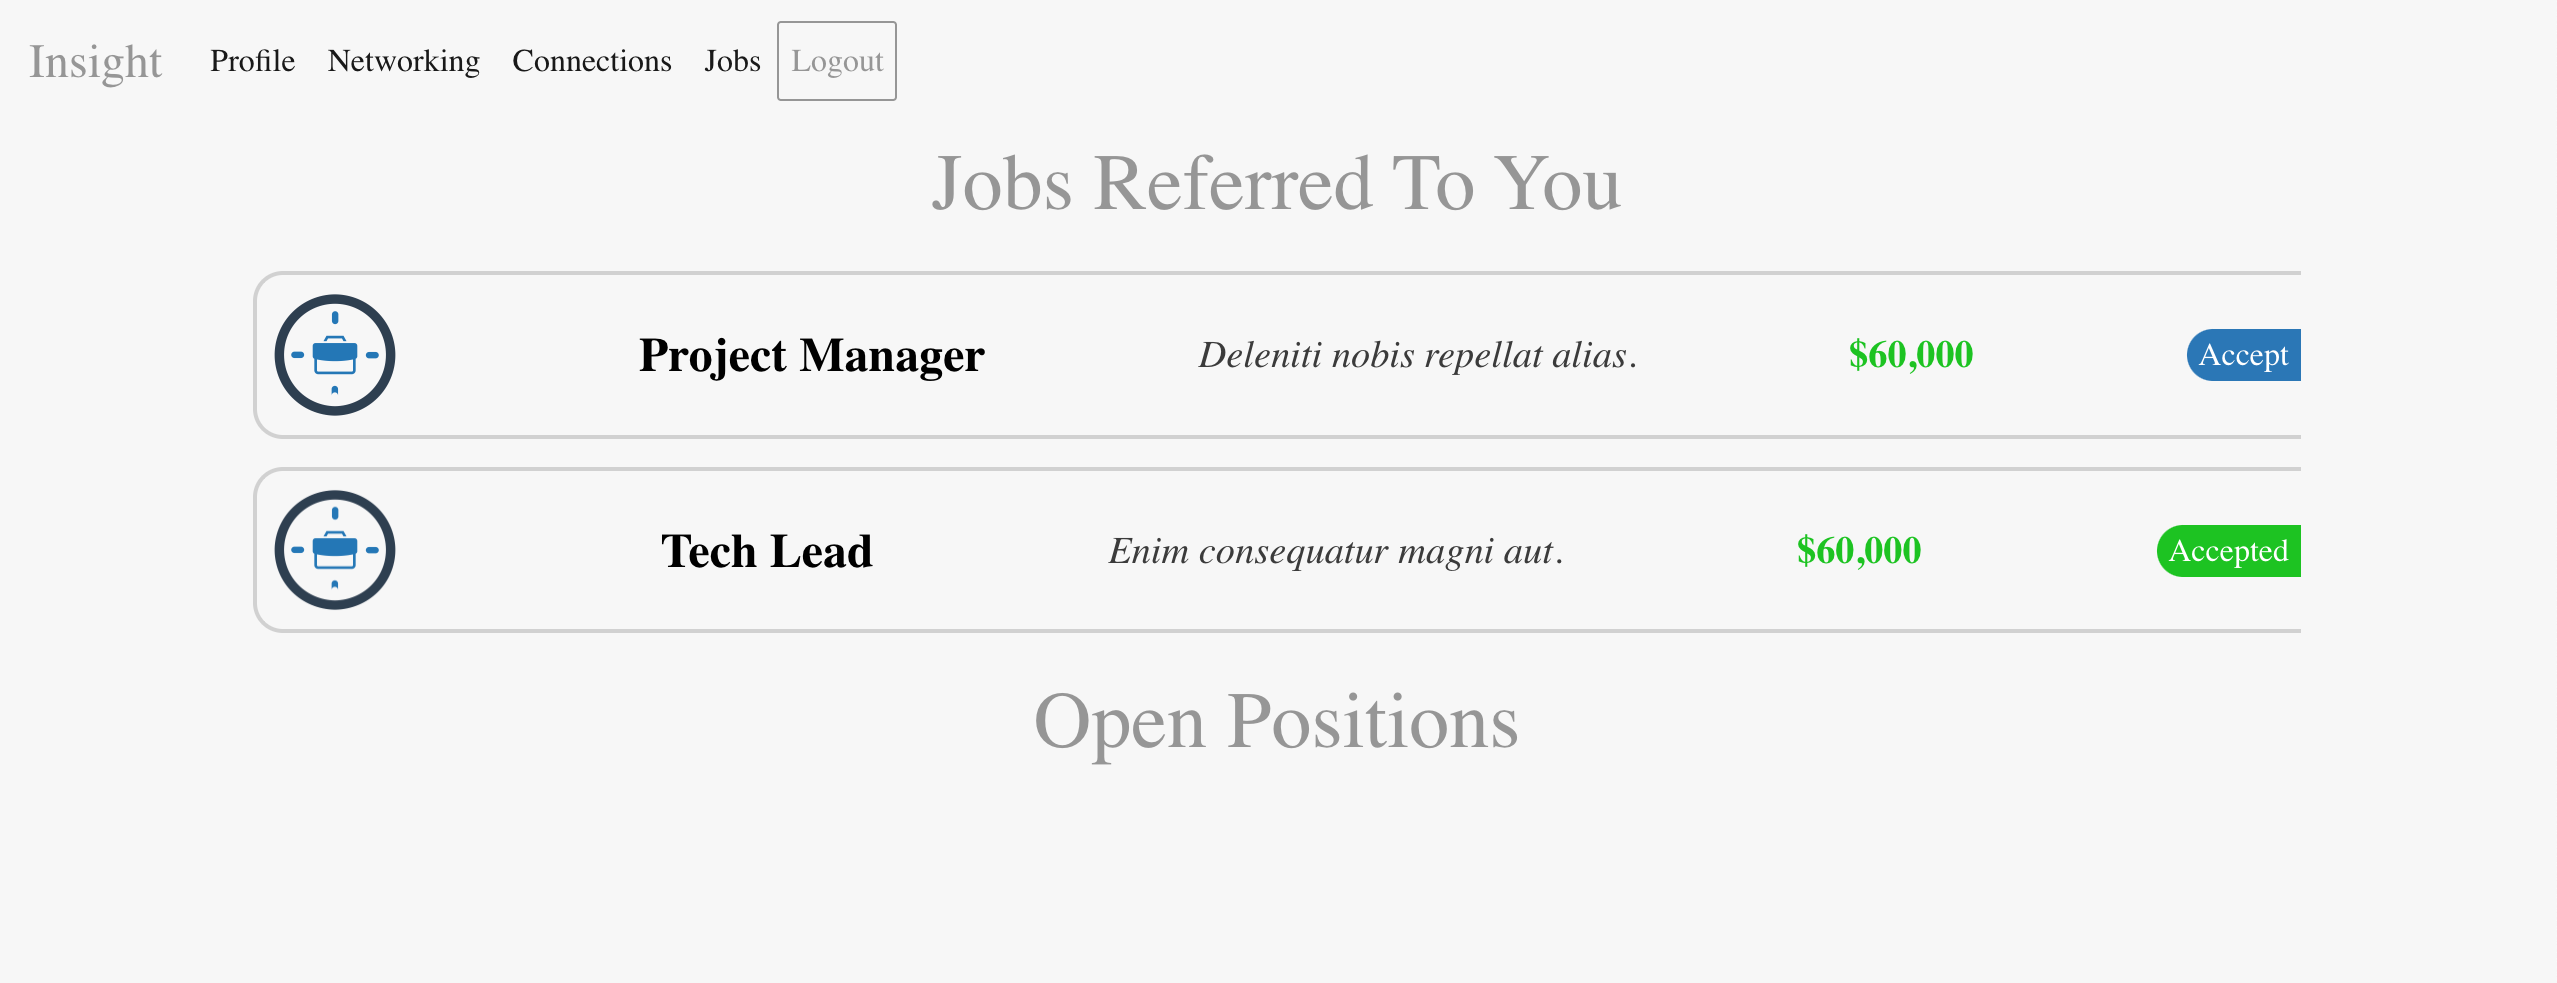 Insight Profile Networking Connections Jobs Logout
Jobs Referred To You
Project Manager Deleniti nobis repellat alias. $60,000 Accept
Tech Lead Enim consequatur magni aut. $60,000 Accepted
Open Positions